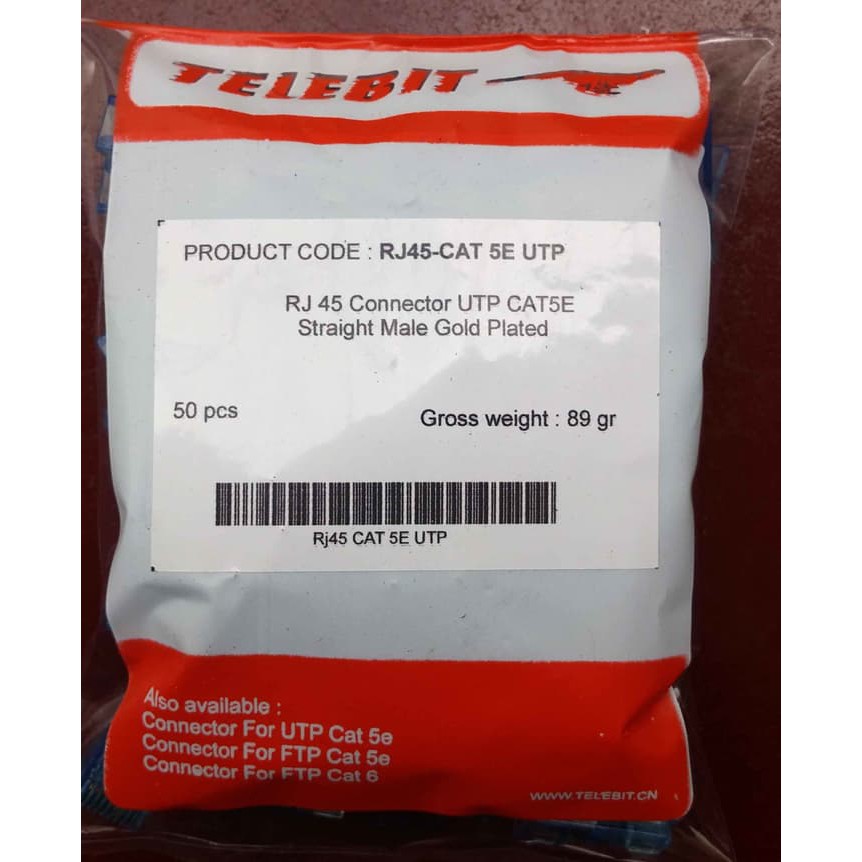 TELEBIT
PRODUCT CODE : RJ45-CAT 5E UTP
RJ 45 Connector UTP CAT5E
Straight Male Gold Plated
50 pcs
Gross weight : 89 gr
Rj45 CAT 5E UTP
Also available :
Connector For UTP Cat 5e
Connector For FTP Cat 5e
Connector For FTP Cat 6
WWW.TELEBIT.CN